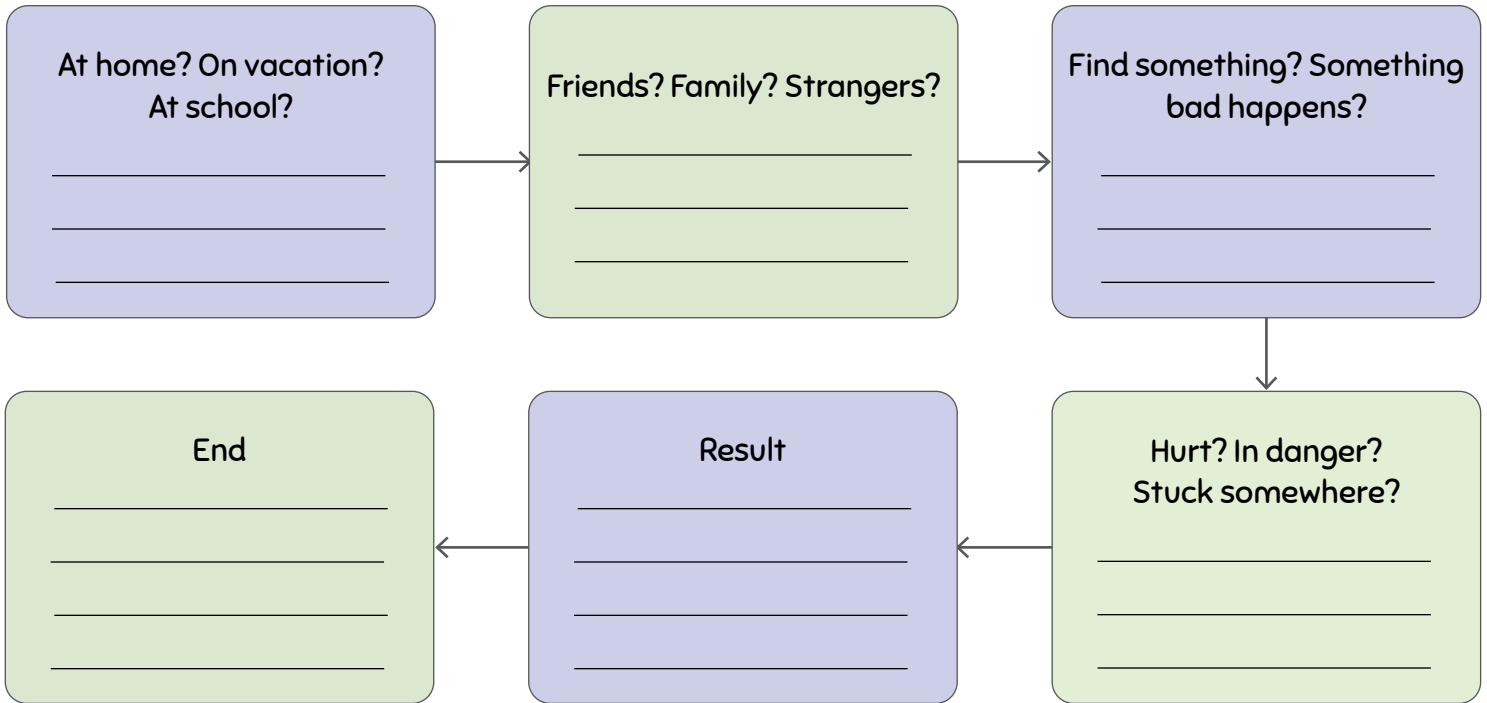 At home? On vacation?
At school?
Friends? Family? Strangers?
Find something? Something
bad happens?
Hurt? In danger?
Stuck somewhere?
Result
End